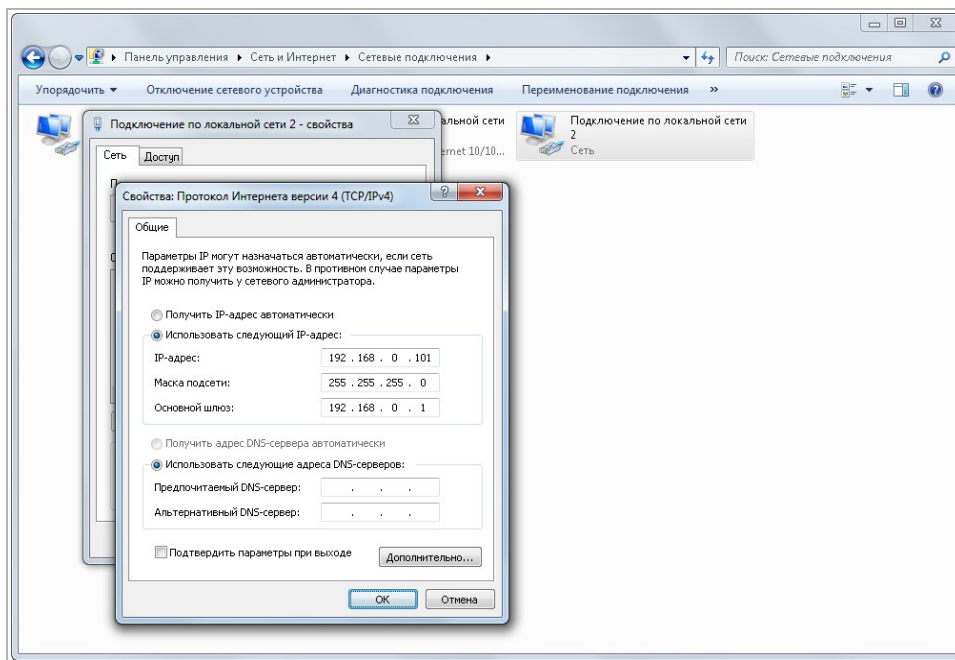 Панель управления ▸ Сеть и Интернет ▸ Сетевые подключения ▸
Поиск: Сетевые подключения
Упорядочить ▾ Отключение сетевого устройства Диагностика подключения Переименование подключения »
Подключение по локальной сети 2 - свойства
альной сети
ernet 10/10...
Подключение по локальной сети
2
Сеть
Сеть
Доступ
Свойства: Протокол Интернета версии 4 (TCP/IPv4)
Общие
Параметры IP могут назначаться автоматически, если сеть
поддерживает эту возможность. В противном случае параметры
IP можно получить у сетевого администратора.
Получить IP-адрес автоматически
Использовать следующий IP-адрес:
IP-адрес: 192 . 168 . 0 . 101
Маска подсети: 255 . 255 . 255 . 0
Основной шлюз: 192 . 168 . 0 . 1
Получить адрес DNS-сервера автоматически
Использовать следующие адреса DNS-серверов:
Предпочитаемый DNS-сервер: . . .
Альтернативный DNS-сервер: . . .
Подтвердить параметры при выходе
Дополнительно...
OK
Отмена